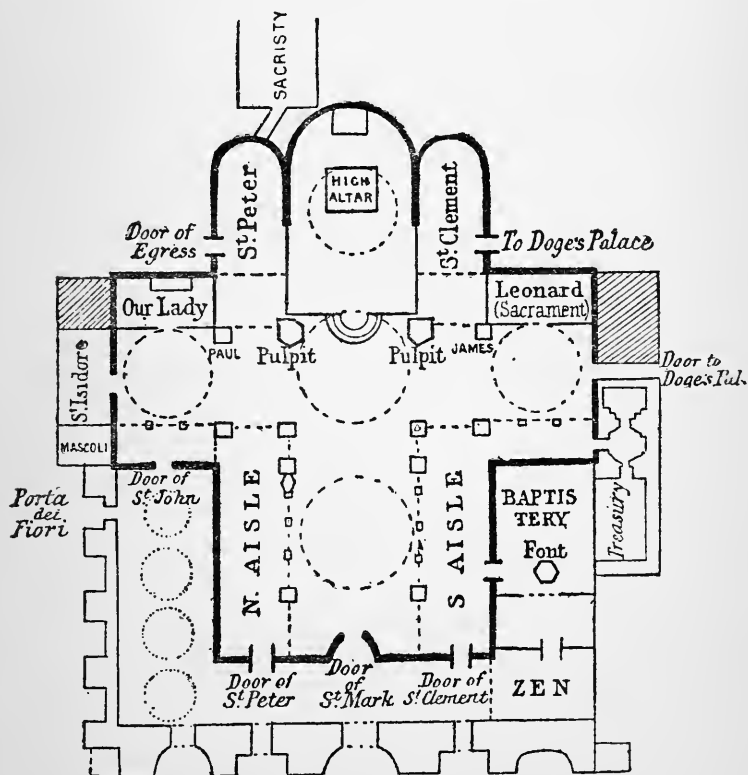 SACRISTY
HIGH
ALTAR
St. Peter
St. Clement
Door of
Egress
To Doge's Palace
Our Lady
Leonard
(Sacrament)
PAUL
Pulpit
Pulpit
JAMES
Door to
Doge's Pal.
St. Isidore
MASCOLI
Door of
St. John
Porta
dei
Fiori
N. AISLE
S AISLE
BAPTIS
TERY
Font
Treasury
Door of
St. Peter
Door
of
St. Mark
Door of
St. Clement
ZEN